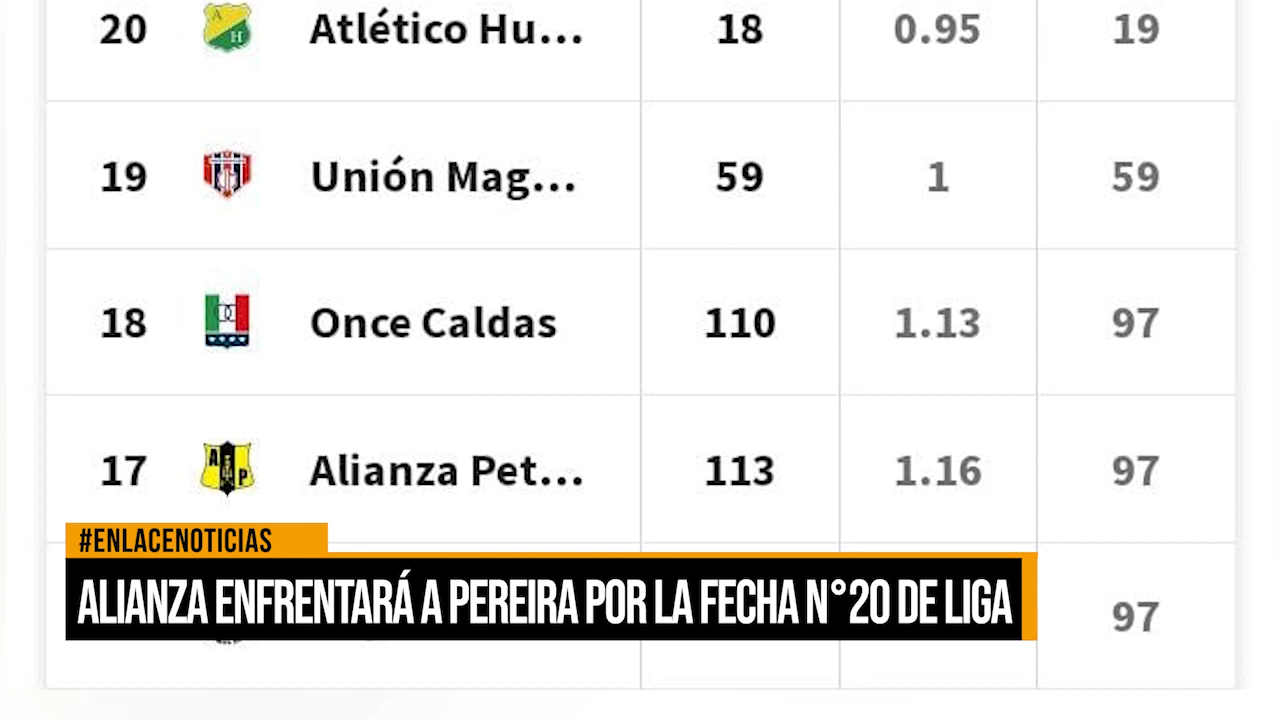 20 Atlético Hu... 18 0.95 19
19 Unión Mag... 59 1 59
18 Once Caldas 110 1.13 97
17 Alianza Pet... 113 1.16 97
#ENLACENOTICIAS
ALIANZA ENFRENTARÁ A PEREIRA POR LA FECHA N°20 DE LIGA
97